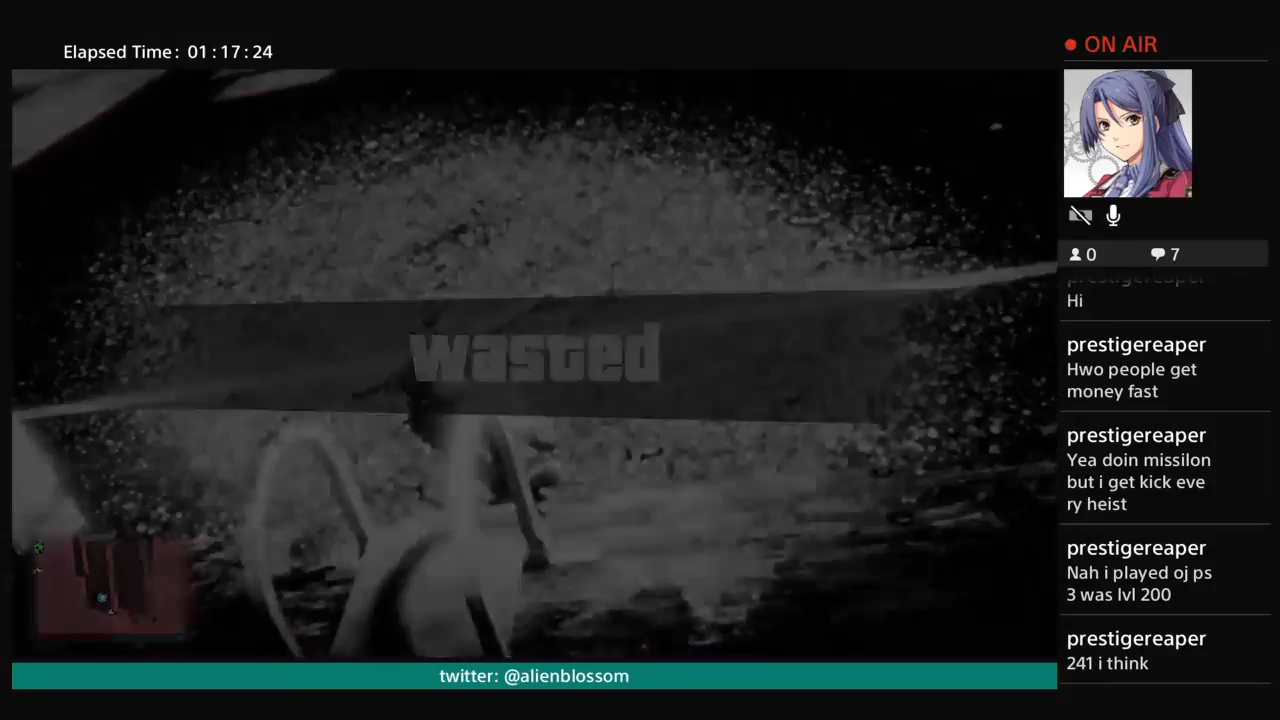 Elapsed Time: 01:17:24
ON AIR
0
7
prestigereaper
Hi
prestigereaper
Hwo people get
money fast
prestigereaper
Yea doin missilon
but i get kick eve
ry heist
prestigereaper
Nah i played oj ps
3 was lvl 200
prestigereaper
241 i think
wasted
twitter: @alienblossom